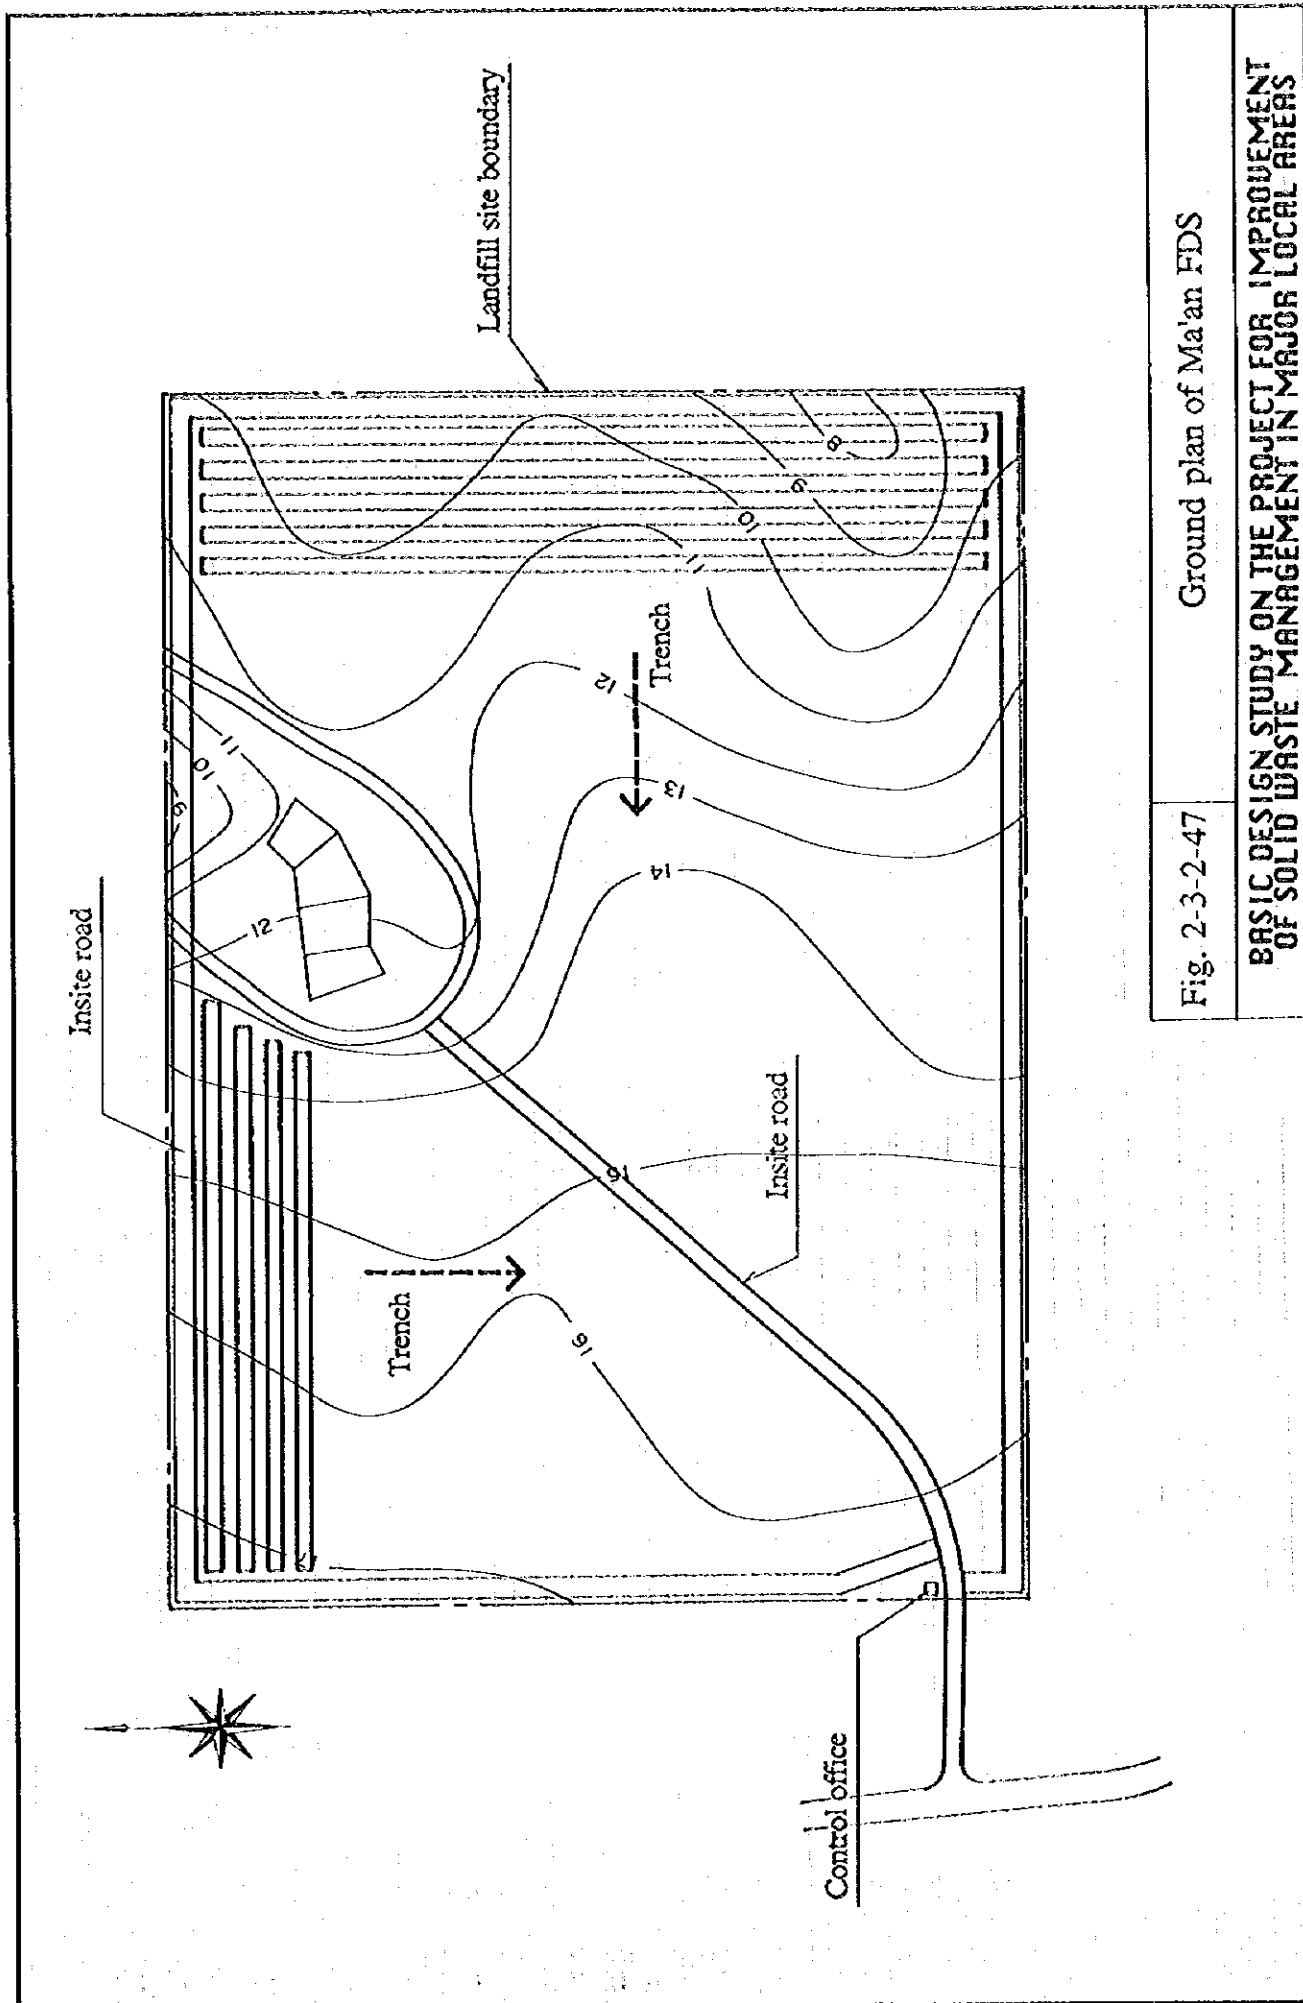 Insite road
9
10
11
12
Trench
Landfill site boundary
16
12
Trench
14
13
11
10
Insite road
9
8
Control office
Fig. 2-3-2-47
Ground plan of Ma'an FDS
BASIC DESIGN STUDY ON THE PROJECT FOR IMPROVEMENT
OF SOLID WASTE MANAGEMENT IN MAJOR LOCAL AREAS